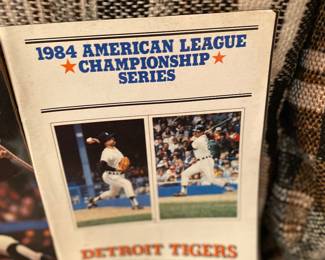 1984 AMERICAN LEAGUE
★ CHAMPIONSHIP ★
SERIES
DETROIT TIGERS